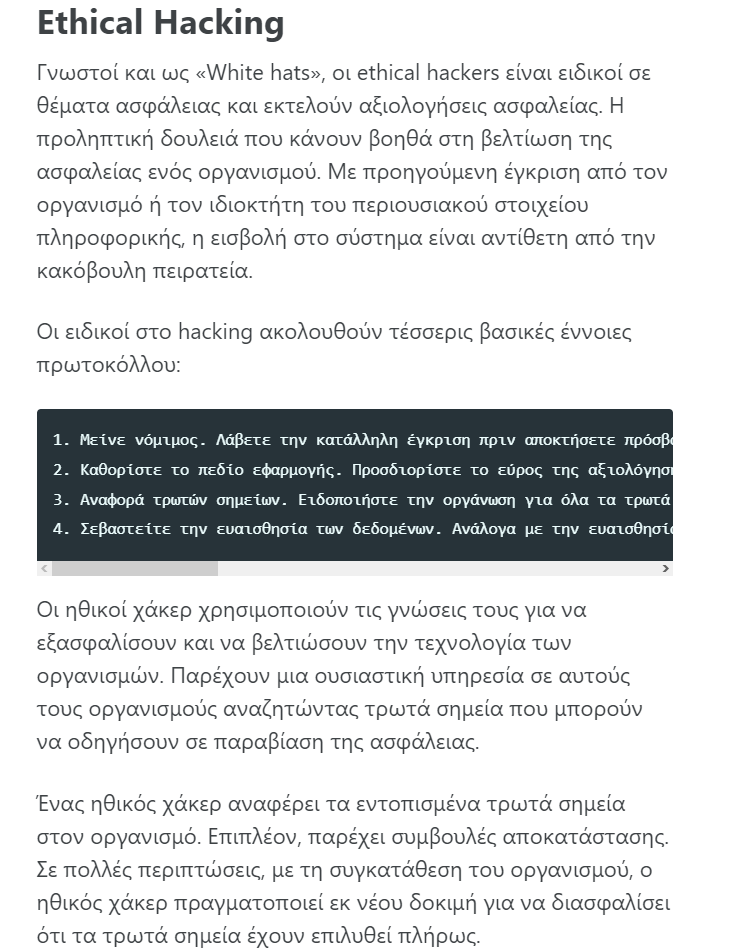 Ethical Hacking
Γνωστοί και ως «White hats», οι ethical hackers είναι ειδικοί σε
θέματα ασφάλειας και εκτελούν αξιολογήσεις ασφαλείας. Η
προληπτική δουλειά που κάνουν βοηθά στη βελτίωση της
ασφαλείας ενός οργανισμού. Με προηγούμενη έγκριση από τον
οργανισμό ή τον ιδιοκτήτη του περιουσιακού στοιχείου
πληροφορικής, η εισβολή στο σύστημα είναι αντίθετη από την
κακόβουλη πειρατεία.
Οι ειδικοί στο hacking ακολουθούν τέσσερις βασικές έννοιες
πρωτοκόλλου:
1. Μείνε νόμιμος. Λάβετε την κατάλληλη έγκριση πριν αποκτήσετε
2. Καθορίστε το πεδίο εφαρμογής. Προσδιορίστε το εύρος της
3. Αναφορά τρωτών σημείων. Ειδοποιήστε την οργάνωση για όλα τα τρωτά
4. Σεβαστείτε την ευαισθησία των δεδομένων. Ανάλογα με την
Οι ηθικοί χάκερ χρησιμοποιούν τις γνώσεις τους για να
εξασφαλίσουν και να βελτιώσουν την τεχνολογία των
οργανισμών. Παρέχουν μια ουσιαστική υπηρεσία σε αυτούς
τους οργανισμούς αναζητώντας τρωτά σημεία που μπορούν
να οδηγήσουν σε παραβίαση της ασφάλειας.
Ένας ηθικός χάκερ αναφέρει τα εντοπισμένα τρωτά σημεία
στον οργανισμό. Επιπλέον, παρέχει συμβουλές αποκατάστασης.
Σε πολλές περιπτώσεις, με τη συγκατάθεση του οργανισμού, ο
ηθικός χάκερ πραγματοποιεί εκ νέου δοκιμή για να διασφαλίσει
ότι τα τρωτά σημεία έχουν επιλυθεί πλήρως.